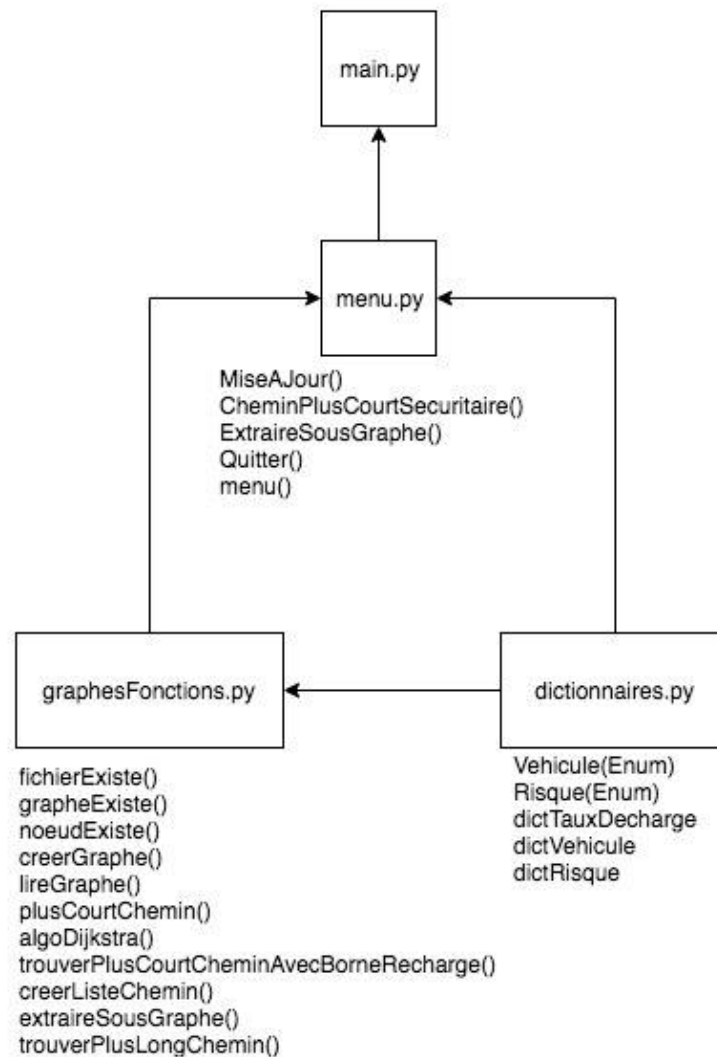 main.py
menu.py
MiseAJour()
CheminPlusCourtSecuritaire()
ExtraireSousGraphe()
Quitter()
menu()
graphesFonctions.py
fichierExiste()
grapheExiste()
noeudExiste()
creerGraphe()
lireGraphe()
plusCourtChemin()
algoDijkstra()
trouverPlusCourtCheminAvecBorneRecharge()
creerListeChemin()
extraireSousGraphe()
trouverPlusLongChemin()
dictionnaires.py
Vehicule(Enum)
Risque(Enum)
dictTauxDecharge
dictVehicule
dictRisque